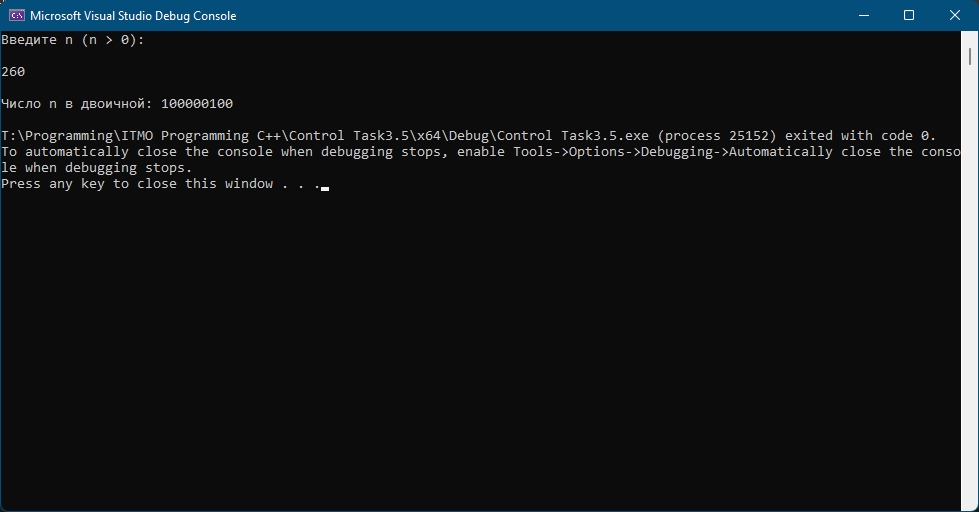 Microsoft Visual Studio Debug Console
Введите n (n > 0):
260
Число n в двоичной: 100000100
T:\Programming\ITMO Programming C++\Control Task3.5\x64\Debug\Control Task3.5.exe (process 25152) exited with code 0.
To automatically close the console when debugging stops, enable Tools->Options->Debugging->Automatically close the conso
le when debugging stops.
Press any key to close this window . . .